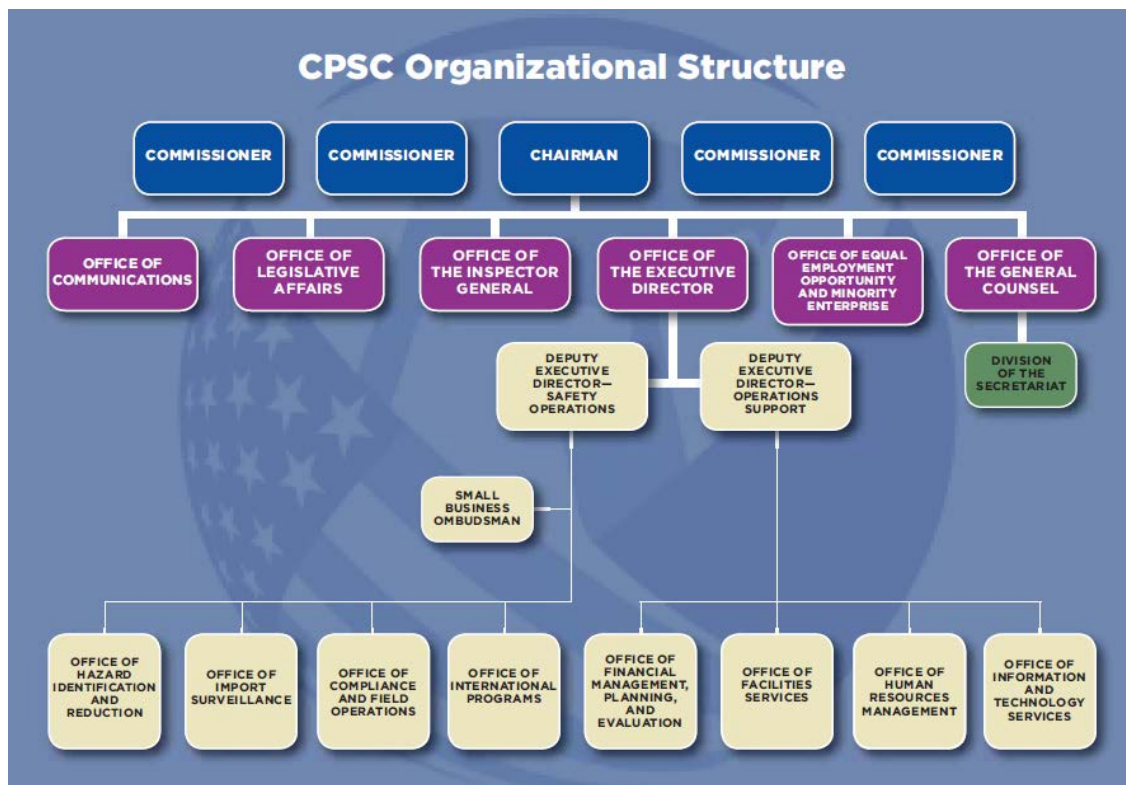 CPSC Organizational Structure
COMMISSIONER
COMMISSIONER
CHAIRMAN
COMMISSIONER
COMMISSIONER
OFFICE OF
COMMUNICATIONS
OFFICE OF
LEGISLATIVE
AFFAIRS
OFFICE OF
THE INSPECTOR
GENERAL
OFFICE OF
THE EXECUTIVE
DIRECTOR
OFFICE OF EQUAL
EMPLOYMENT
OPPORTUNITY
AND MINORITY
ENTERPRISE
OFFICE OF
THE GENERAL
COUNSEL
DEPUTY
EXECUTIVE
DIRECTOR—
SAFETY
OPERATIONS
DEPUTY
EXECUTIVE
DIRECTOR—
OPERATIONS
SUPPORT
DIVISION
OF THE
SECRETARIAT
SMALL
BUSINESS
OMBUDSMAN
OFFICE OF
HAZARD
IDENTIFICATION
AND
REDUCTION
OFFICE OF
IMPORT
SURVEILLANCE
OFFICE OF
COMPLIANCE
AND FIELD
OPERATIONS
OFFICE OF
INTERNATIONAL
PROGRAMS
OFFICE OF
FINANCIAL
MANAGEMENT,
PLANNING,
AND
EVALUATION
OFFICE OF
FACILITIES
SERVICES
OFFICE OF
HUMAN
RESOURCES
MANAGEMENT
OFFICE OF
INFORMATION
AND
TECHNOLOGY
SERVICES